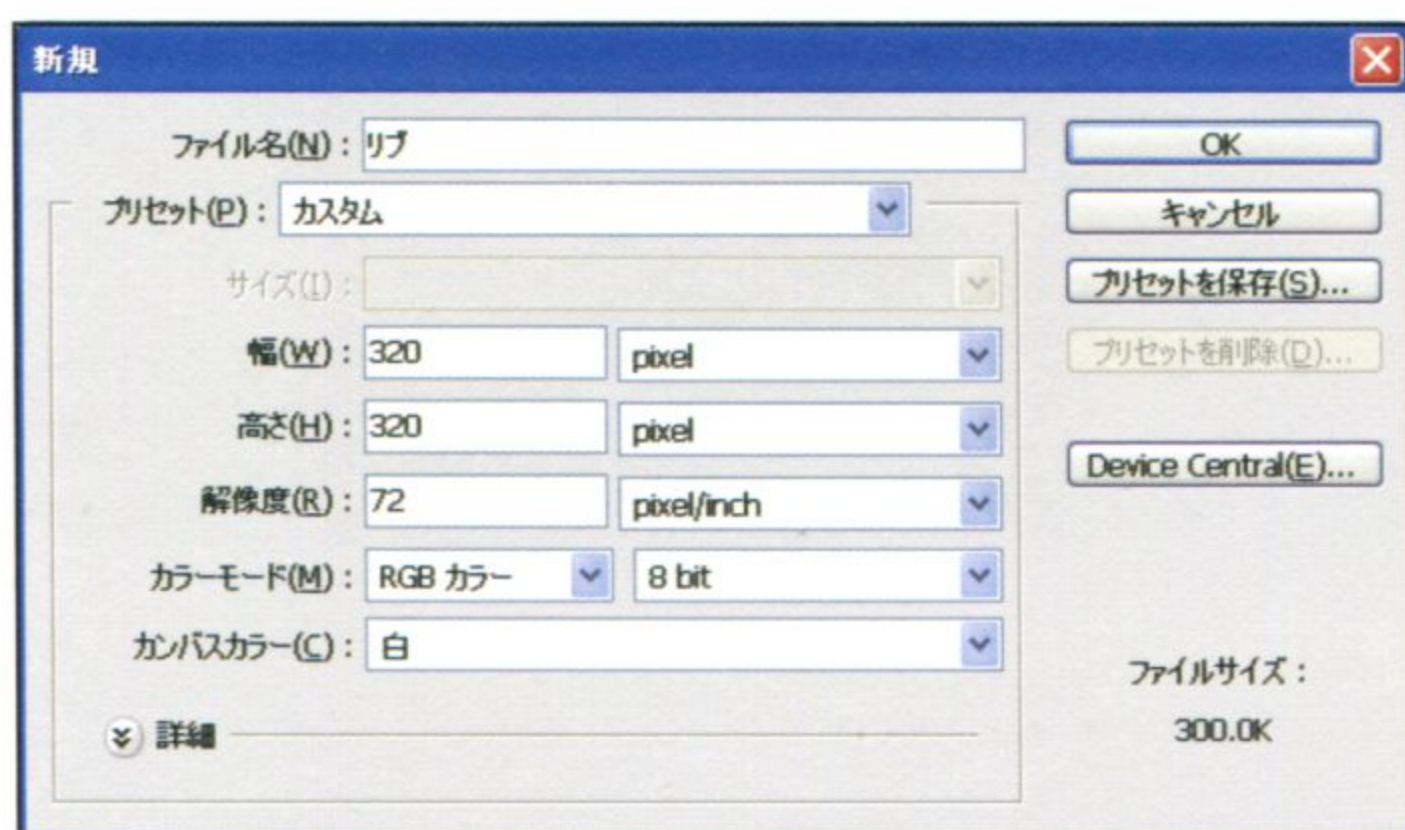 新規
ファイル名(N)： リブ
プリセット(P)： カスタム
サイズ(I)：
幅(W)： 320 pixel
高さ(H)： 320 pixel
解像度(R)： 72 pixel/inch
カラーモード(M)： RGB カラー 8 bit
カンバスカラー(C)： 白
詳細
OK
キャンセル
プリセットを保存(S)...
プリセットを削除(D)...
Device Central(E)...
ファイルサイズ：
300.0K